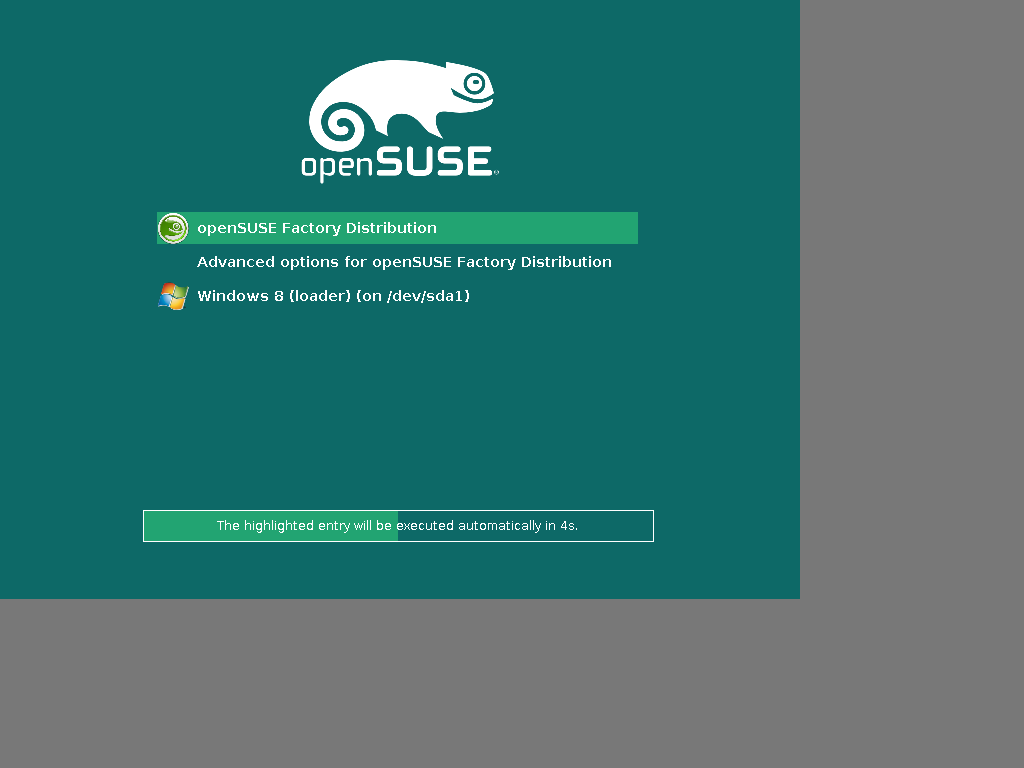 openSUSE
openSUSE Factory Distribution
Advanced options for openSUSE Factory Distribution
Windows 8 (loader) (on /dev/sda1)
The highlighted entry will be executed automatically in 4s.